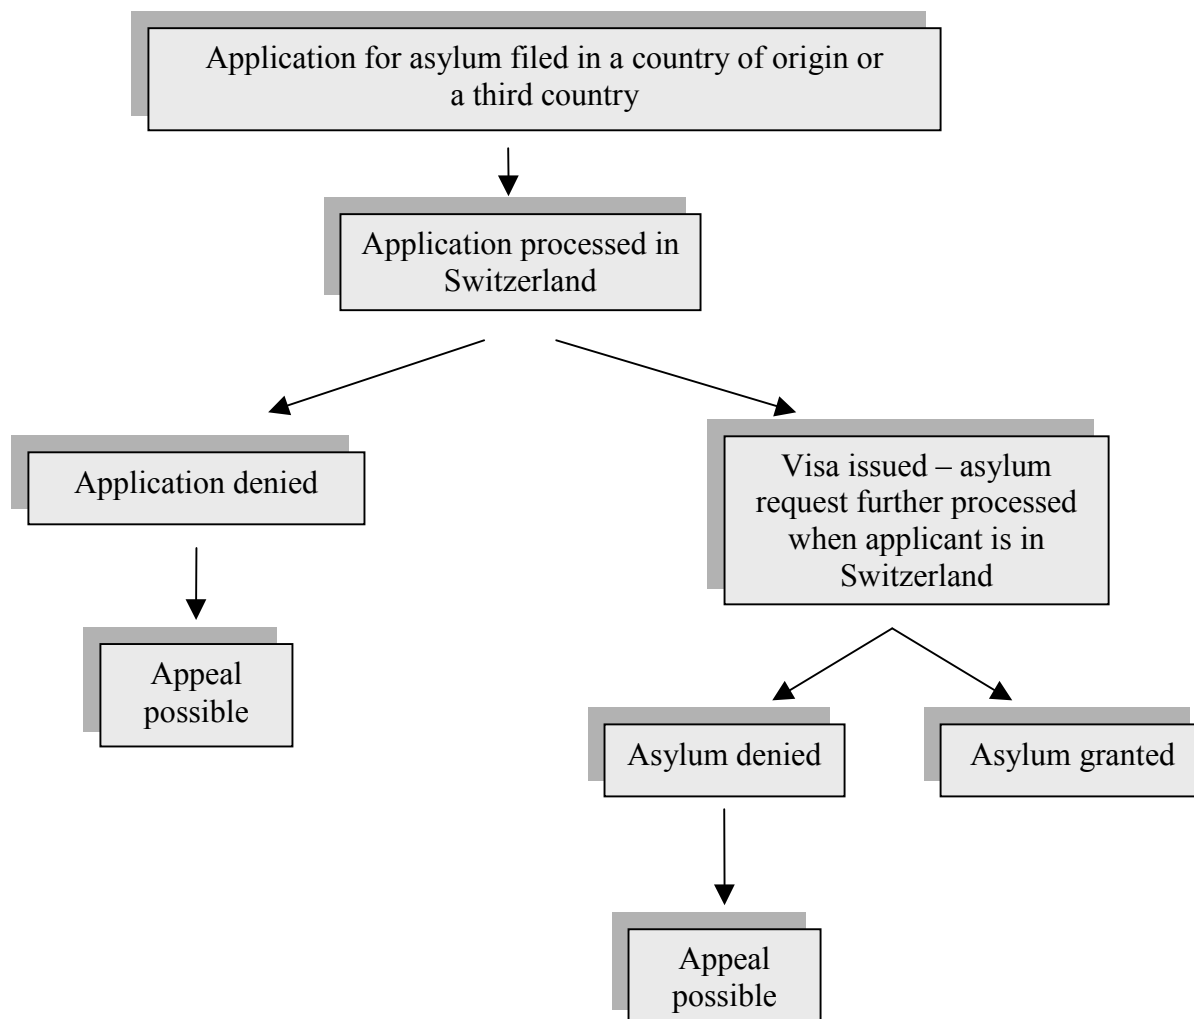 Application for asylum filed in a country of origin or
a third country
Application processed in
Switzerland
Application denied
Visa issued – asylum
request further processed
when applicant is in
Switzerland
Appeal
possible
Asylum denied
Asylum granted
Appeal
possible